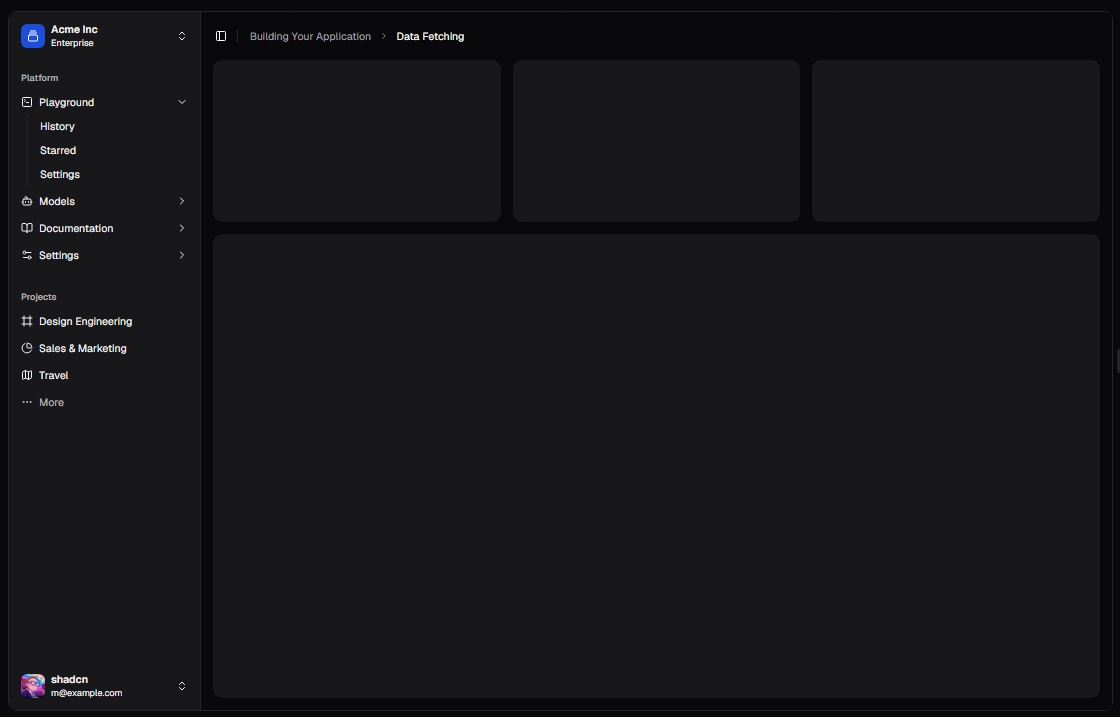 Acme Inc
Enterprise
Building Your Application
Data Fetching
Platform
Playground
History
Starred
Settings
Models
Documentation
Settings
Projects
Design Engineering
Sales & Marketing
Travel
More
shadcn
m@example.com